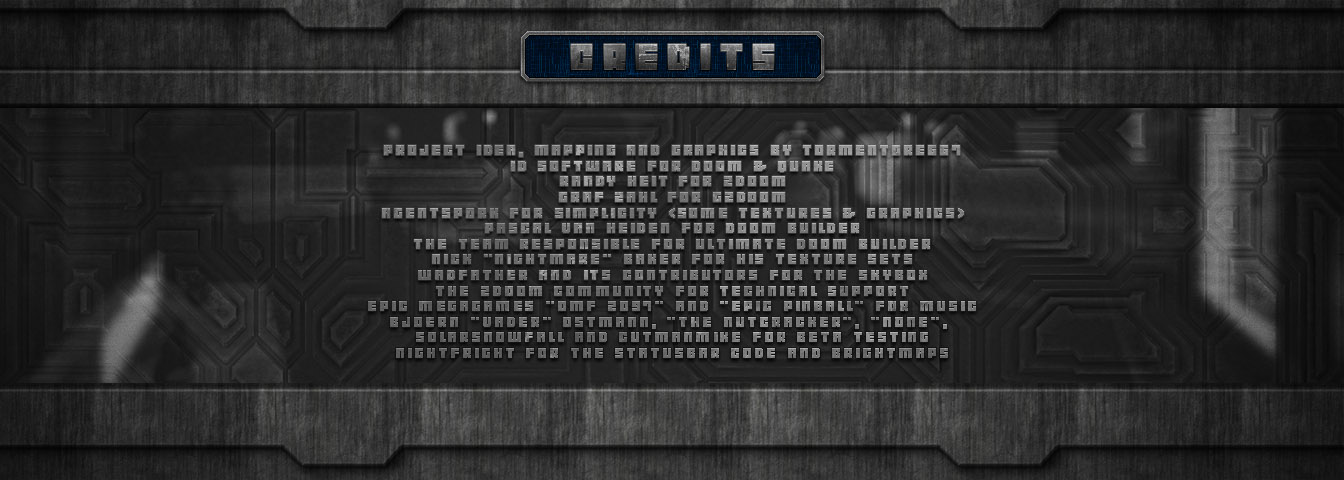 CREDITS
PROJECT IDEA, MAPPING AND GRAPHICS BY TORMENTOR667
ID SOFTWARE FOR DOOM & QUAKE
RANDY HEIT FOR ZDOOM
GRAF ZAHL FOR GZDOOM
AGENTSPORK FOR SIMPLICITY (SOME TEXTURES & GRAPHICS)
PASCAL VAN HEIDEN FOR DOOM BUILDER
THE TEAM RESPONSIBLE FOR ULTIMATE DOOM BUILDER
NICK "NIGHTMARE" BAKER FOR HIS TEXTURE SETS
WADFATHER AND ITS CONTRIBUTORS FOR THE SKYBOX
THE ZDOOM COMMUNITY FOR TECHNICAL SUPPORT
EPIC MEGAGAMES "OMF 2097" AND "EPIC PINBALL" FOR MUSIC
BJOERN "VADER" OSTMANN, "THE NUTCRACKER", "NONE",
SOLARSNOWFALL AND CUTMANMIKE FOR BETA TESTING
NIGHTFRIGHT FOR THE STATUSBAR CODE AND BRIGHTMAPS